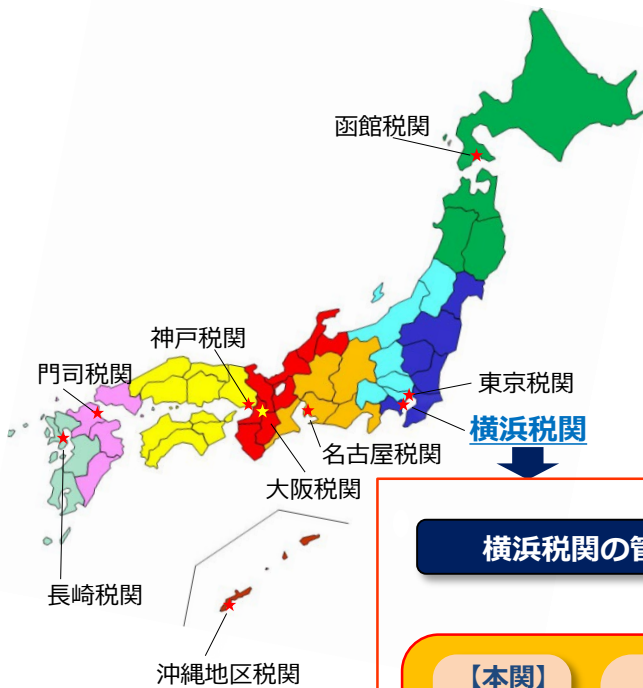 函館税関
神戸税関
門司税関
東京税関
横浜税関
名古屋税関
大阪税関
長崎税関
沖縄地区税関
横浜税関の管
【本関】